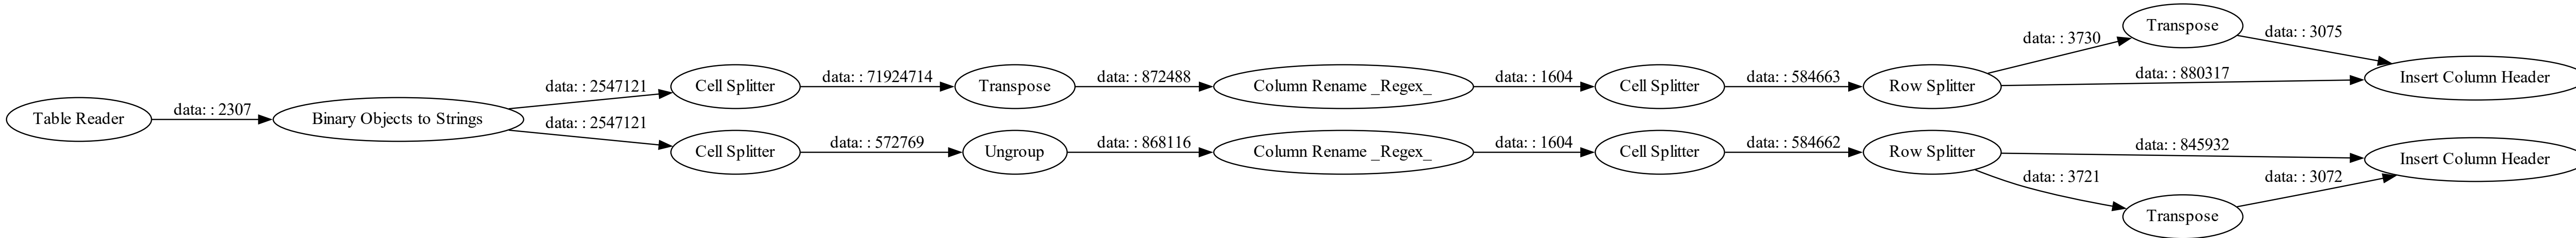 Table Reader
data: : 2307
Binary Objects to Strings
data: : 2547121
Cell Splitter
data: : 71924714
Transpose
data: : 872488
Column Rename _Regex_
data: : 1604
Cell Splitter
data: : 584663
Row Splitter
data: : 3730
Transpose
data: : 3075
data: : 880317
Insert Column Header
data: : 2547121
Cell Splitter
data: : 572769
Ungroup
data: : 868116
Column Rename _Regex_
data: : 1604
Cell Splitter
data: : 584662
Row Splitter
data: : 845932
Insert Column Header
data: : 3721
Transpose
data: : 3072